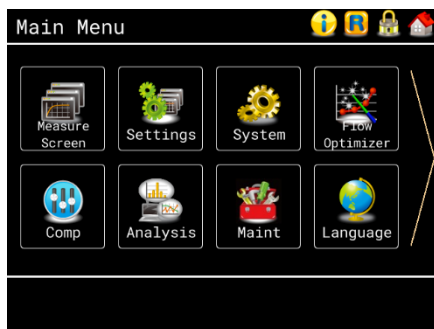 Main Menu
i R
Measure
Screen
Settings
System
Flow
Optimizer
Comp
Analysis
Maint
Language